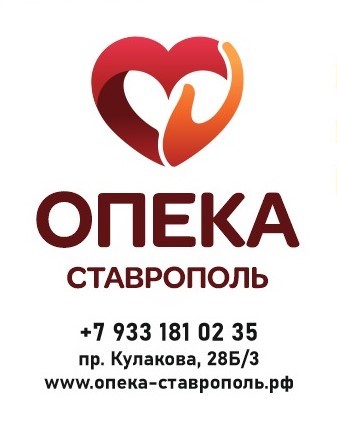 ОПЕКА
СТАВРОПОЛЬ
+7 933 181 02 35
пр. Кулакова, 28Б/3
www.опека-ставрополь.рф